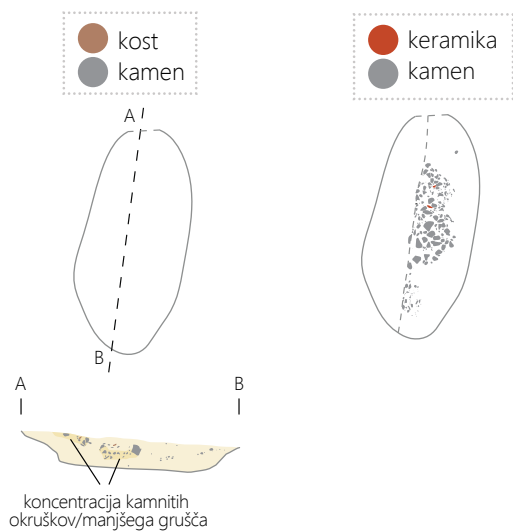 kost
kamen
keramika
kamen
A
B
A
B
koncentracija kamnitih
okruškov/manjšega grušča